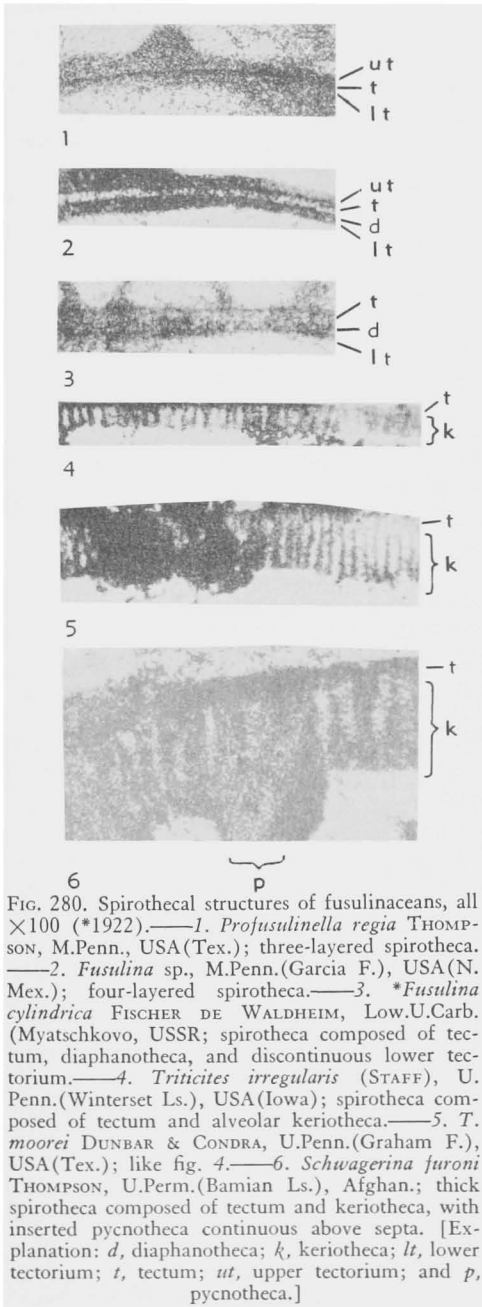 ut
t
lt
1
ut
t
d
lt
2
t
d
lt
3
t
k
4
t
k
5
t
k
6
p
FIG. 280. Spirothecal structures of fusulinaceans, all
×100 (*1922).——1. Profusulinella regia THOMP-
SON, M.Penn., USA(Tex.); three-layered spirotheca.
——2. Fusulina sp., M.Penn.(Garcia F.), USA(N.
Mex.); four-layered spirotheca.——3. *Fusulina
cylindrica FISCHER DE WALDHEIM, Low.U.Carb.
(Myatschkovo, USSR; spirotheca composed of tec-
tum, diaphanotheca, and discontinuous lower tec-
torium.——4. Triticites irregularis (STAFF), U.
Penn.(Winterset Ls.), USA(Iowa); spirotheca com-
posed of tectum and alveolar keriotheca.——5. T.
moorei DUNBAR & CONDRA, U.Penn.(Graham F.),
USA(Tex.); like fig. 4.——6. Schwagerina furoni
THOMPSON, U.Perm.(Bamian Ls.), Afghan.; thick
spirotheca composed of tectum and keriotheca, with
inserted pycnotheca continuous above septa. [Ex-
planation: d, diaphanotheca; k, keriotheca; lt, lower
tectorium; t, tectum; ut, upper tectorium; and p,
pycnotheca.]